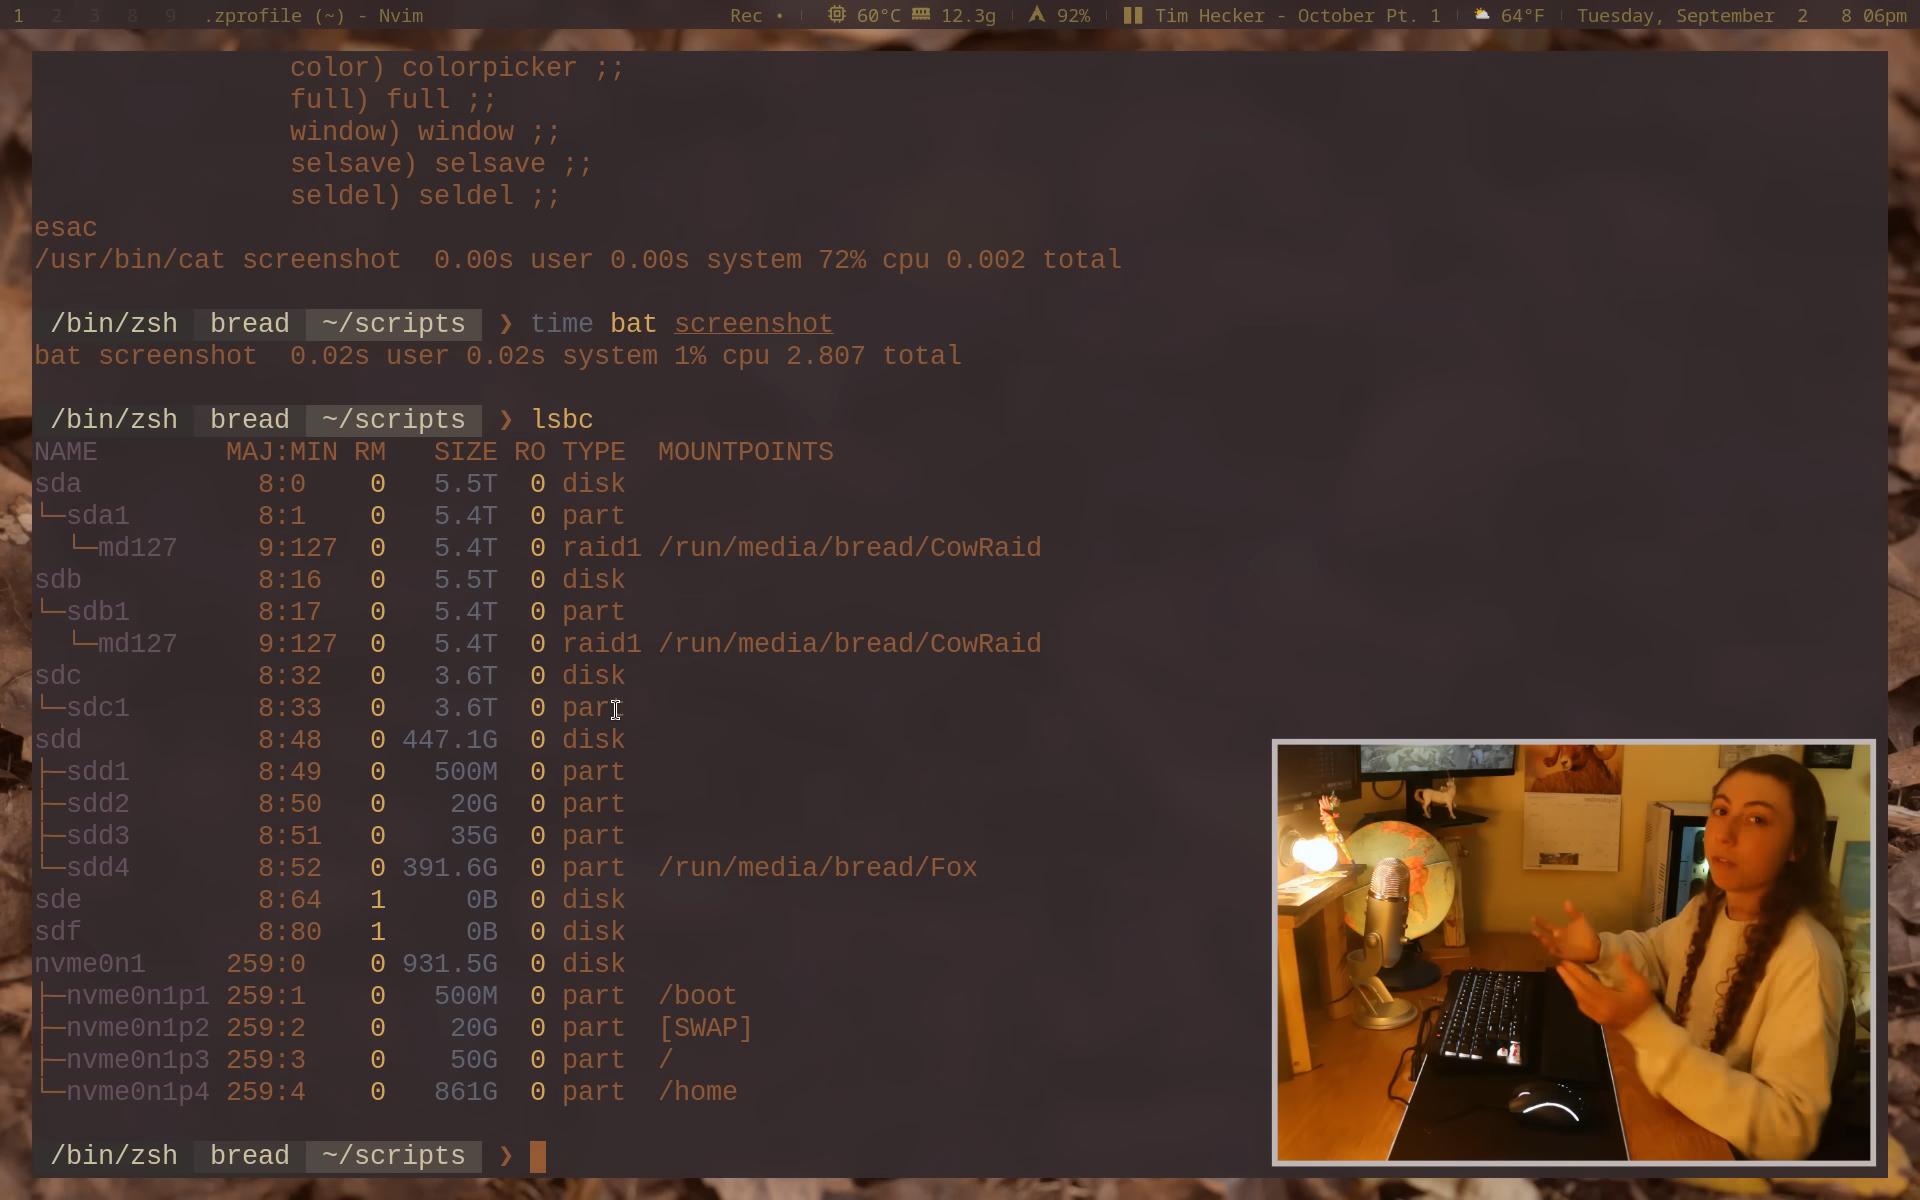 1 2 3 8 9 .zprofile (~) - Nvim Rec • 60°C 12.3g 92% Tim Hecker - October Pt. 1 64°F Tuesday, September 2 8 06pm
color) colorpicker ;;
full) full ;;
window) window ;;
selsave) selsave ;;
seldel) seldel ;;
esac
/usr/bin/cat screenshot 0.00s user 0.00s system 72% cpu 0.002 total
/bin/zsh bread ~/scripts ❯ time bat screenshot
bat screenshot 0.02s user 0.02s system 1% cpu 2.807 total
/bin/zsh bread ~/scripts ❯ lsbc
NAME MAJ:MIN RM SIZE RO TYPE MOUNTPOINTS
sda 8:0 0 5.5T 0 disk
└─sda1 8:1 0 5.4T 0 part
└─md127 9:127 0 5.4T 0 raid1 /run/media/bread/CowRaid
sdb 8:16 0 5.5T 0 disk
└─sdb1 8:17 0 5.4T 0 part
└─md127 9:127 0 5.4T 0 raid1 /run/media/bread/CowRaid
sdc 8:32 0 3.6T 0 disk
└─sdc1 8:33 0 3.6T 0 part
sdd 8:48 0 447.1G 0 disk
├─sdd1 8:49 0 500M 0 part
├─sdd2 8:50 0 20G 0 part
├─sdd3 8:51 0 35G 0 part
└─sdd4 8:52 0 391.6G 0 part /run/media/bread/Fox
sde 8:64 1 0B 0 disk
sdf 8:80 1 0B 0 disk
nvme0n1 259:0 0 931.5G 0 disk
├─nvme0n1p1 259:1 0 500M 0 part /boot
├─nvme0n1p2 259:2 0 20G 0 part [SWAP]
├─nvme0n1p3 259:3 0 50G 0 part /
└─nvme0n1p4 259:4 0 861G 0 part /home
/bin/zsh bread ~/scripts ❯